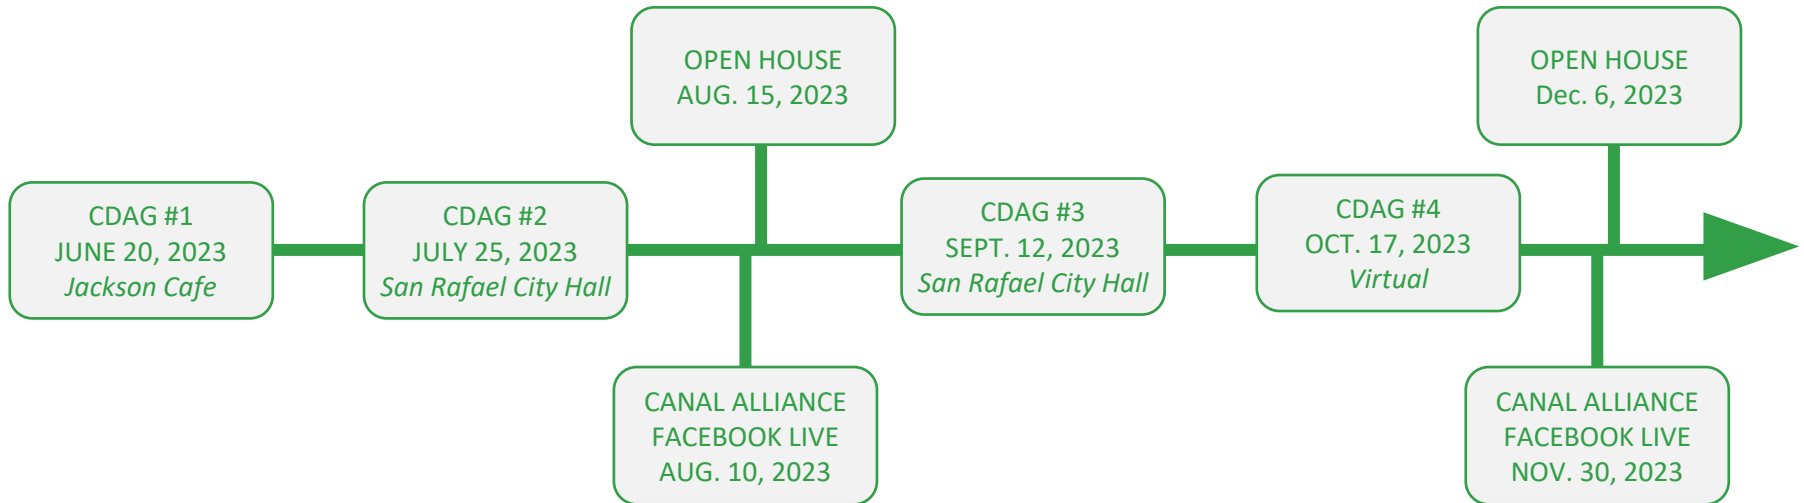 CDAG #1
JUNE 20, 2023
Jackson Cafe
CDAG #2
JULY 25, 2023
San Rafael City Hall
OPEN HOUSE
AUG. 15, 2023
CANAL ALLIANCE
FACEBOOK LIVE
AUG. 10, 2023
CDAG #3
SEPT. 12, 2023
San Rafael City Hall
CDAG #4
OCT. 17, 2023
Virtual
OPEN HOUSE
Dec. 6, 2023
CANAL ALLIANCE
FACEBOOK LIVE
NOV. 30, 2023